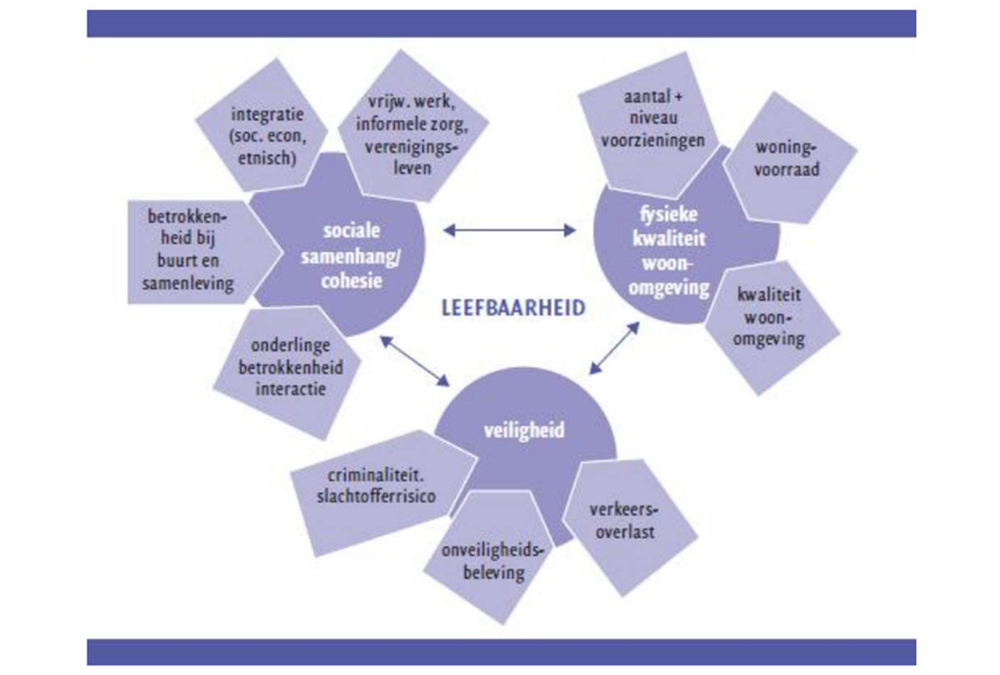 integratie
(soc. econ,
etnisch)
vrijw. werk,
informele zorg,
verenigings-
leven
betrokken-
heid bij
buurt en
samenleving
sociale
samenhang/
cohesie
onderlinge
betrokkenheid
interactie
aantal +
niveau
voorzieningen
woning-
voorraad
fysieke
kwaliteit
woon-
omgeving
kwaliteit
woon-
omgeving
LEEFBAARHEID
veiligheid
criminaliteit.
slachtofferrisico
onveiligheids-
beleving
verkeers-
overlast